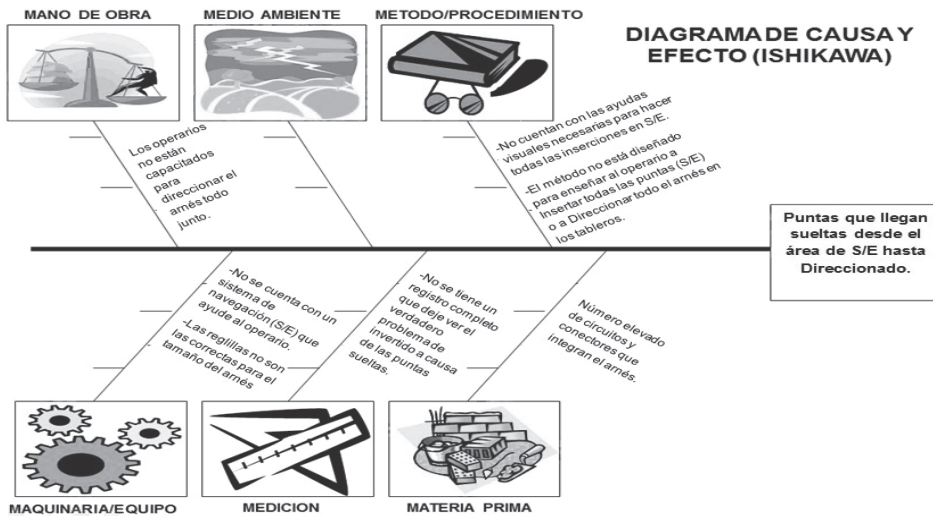 MANO DE OBRA
MEDIO AMBIENTE
METODO/PROCEDIMIENTO
DIAGRAMA DE CAUSA Y
EFECTO (ISHIKAWA)
Los operarios
no están
capacitados
para
direccionar el
arnés todo
junto.
-No cuentan con las ayudas
visuales necesarias para hacer
todas las inserciones en S/E.
-El método no está diseñado
para enseñar al operario a
Insertar todas las puntas (S/E)
o a Direccionar todo el arnés en
los tableros.
Puntas que llegan
sueltas desde el
área de S/E hasta
Direccionado.
-No se cuenta con un
sistema de
navegación (S/E) que
ayude al operario.
-Las reglillas no son
las correctas para el
tamaño del arnés
-No se tiene un
registro completo
que deje ver el
verdadero
problema de
invertido a causa
de las puntas
sueltas.
Número elevado
de circuitos y
conectores que
integran el arnés.
MAQUINARIA/EQUIPO
MEDICION
MATERIA PRIMA